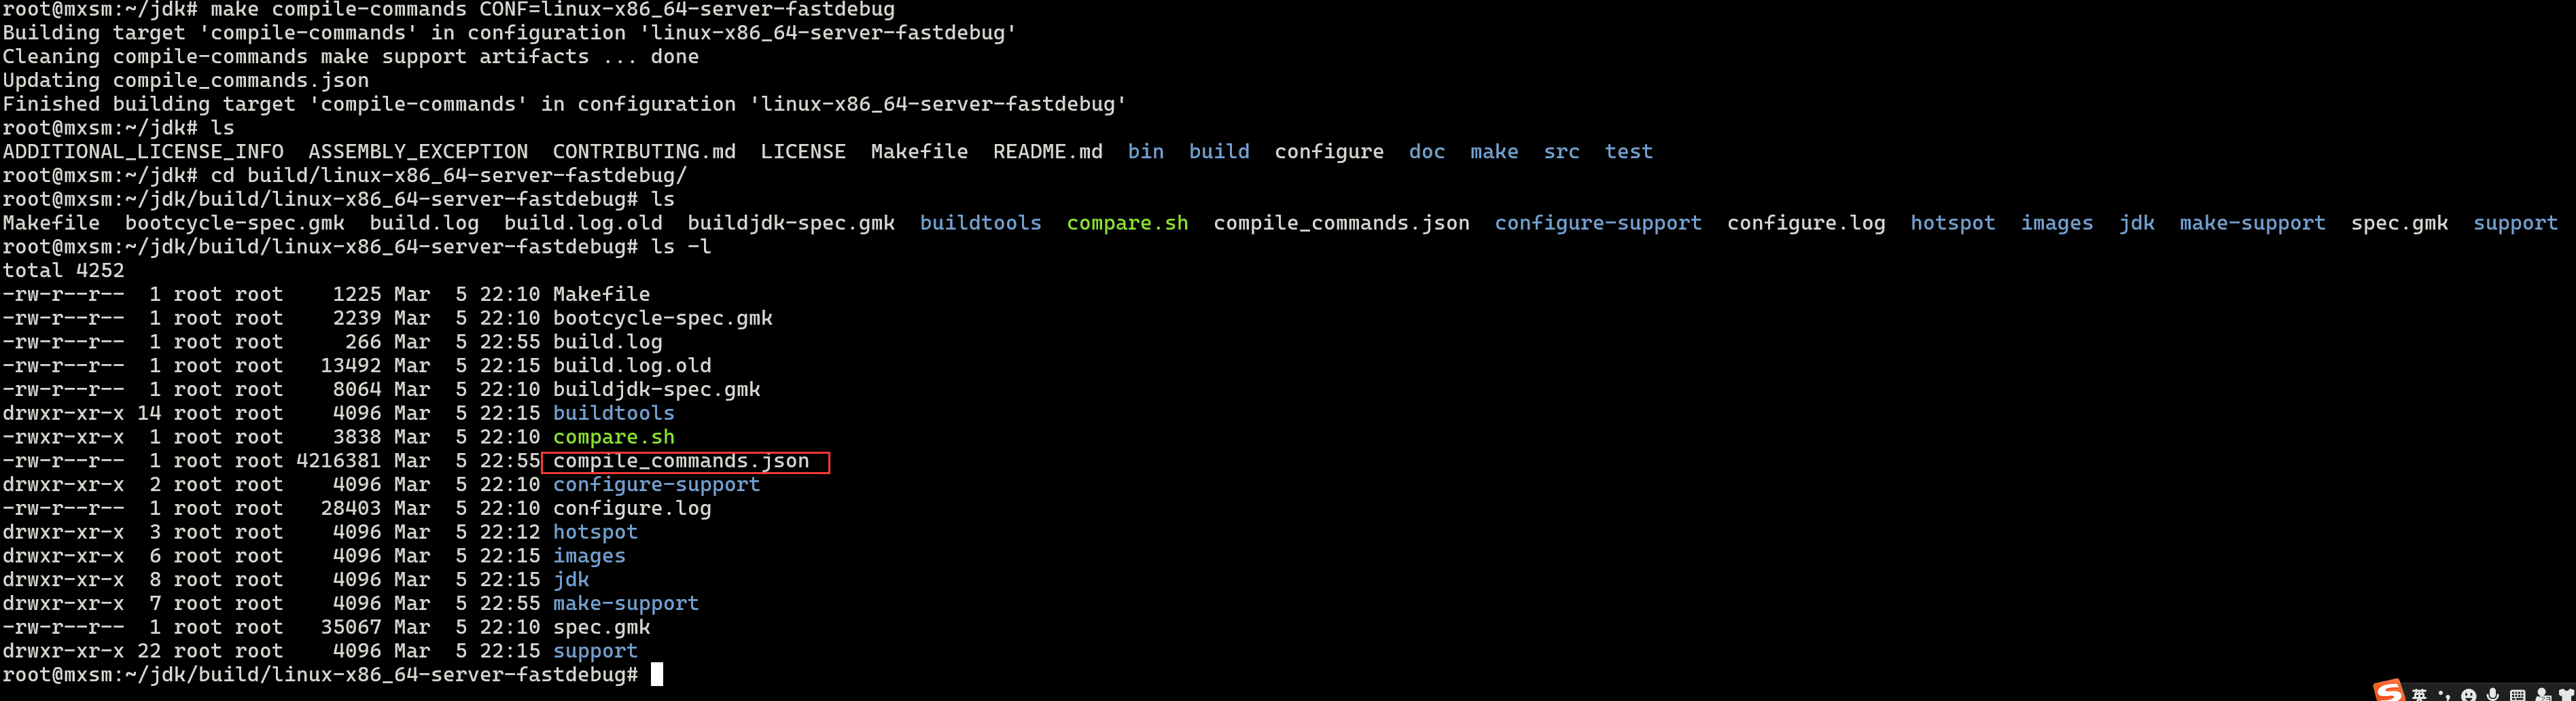 root@mxsm:~/jdk# make compile-commands CONF=linux-x86_64-server-fastdebug
Building target 'compile-commands' in configuration 'linux-x86_64-server-fastdebug'
Cleaning compile-commands make support artifacts ... done
Updating compile_commands.json
Finished building target 'compile-commands' in configuration 'linux-x86_64-server-fastdebug'
root@mxsm:~/jdk# ls
ADDITIONAL_LICENSE_INFO  ASSEMBLY_EXCEPTION  CONTRIBUTING.md  LICENSE  Makefile  README.md  bin  build  configure  doc  make  src  test
root@mxsm:~/jdk# cd build/linux-x86_64-server-fastdebug/
root@mxsm:~/jdk/build/linux-x86_64-server-fastdebug# ls
Makefile  bootcycle-spec.gmk  build.log  build.log.old  buildjdk-spec.gmk  buildtools  compare.sh  compile_commands.json  configure-support  configure.log  hotspot  images  jdk  make-support  spec.gmk  support
root@mxsm:~/jdk/build/linux-x86_64-server-fastdebug# ls -l
total 4252
-rw-r--r--  1 root root    1225 Mar  5 22:10 Makefile
-rw-r--r--  1 root root    2239 Mar  5 22:10 bootcycle-spec.gmk
-rw-r--r--  1 root root     266 Mar  5 22:55 build.log
-rw-r--r--  1 root root   13492 Mar  5 22:15 build.log.old
-rw-r--r--  1 root root    8064 Mar  5 22:10 buildjdk-spec.gmk
drwxr-xr-x 14 root root    4096 Mar  5 22:15 buildtools
-rwxr-xr-x  1 root root    3838 Mar  5 22:10 compare.sh
-rw-r--r--  1 root root 4216381 Mar  5 22:55 compile_commands.json
drwxr-xr-x  2 root root    4096 Mar  5 22:10 configure-support
-rw-r--r--  1 root root   28403 Mar  5 22:10 configure.log
drwxr-xr-x  3 root root    4096 Mar  5 22:12 hotspot
drwxr-xr-x  6 root root    4096 Mar  5 22:15 images
drwxr-xr-x  8 root root    4096 Mar  5 22:15 jdk
drwxr-xr-x  7 root root    4096 Mar  5 22:55 make-support
-rw-r--r--  1 root root   35067 Mar  5 22:10 spec.gmk
drwxr-xr-x 22 root root    4096 Mar  5 22:15 support
root@mxsm:~/jdk/build/linux-x86_64-server-fastdebug#
英